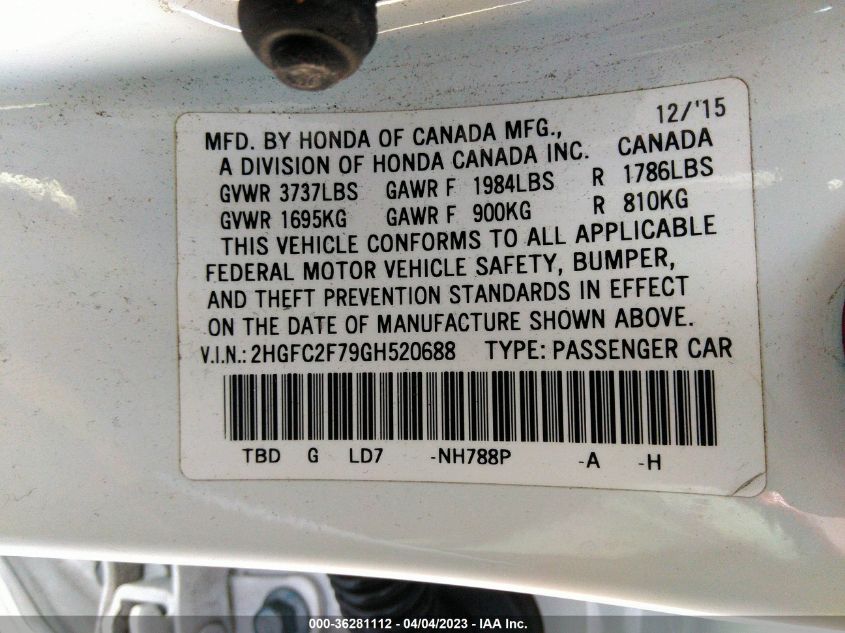 12/'15
MFD. BY HONDA OF CANADA MFG.,
A DIVISION OF HONDA CANADA INC. CANADA
GVWR 3737LBS GAWR F 1984LBS R 1786LBS
GVWR 1695KG GAWR F 900KG R 810KG
THIS VEHICLE CONFORMS TO ALL APPLICABLE
FEDERAL MOTOR VEHICLE SAFETY, BUMPER,
AND THEFT PREVENTION STANDARDS IN EFFECT
ON THE DATE OF MANUFACTURE SHOWN ABOVE.
V.I.N.: 2HGFC2F79GH520688 TYPE: PASSENGER CAR
TBD G LD7 -NH788P -A -H
000-36281112 - 04/04/2023 - IAA Inc.